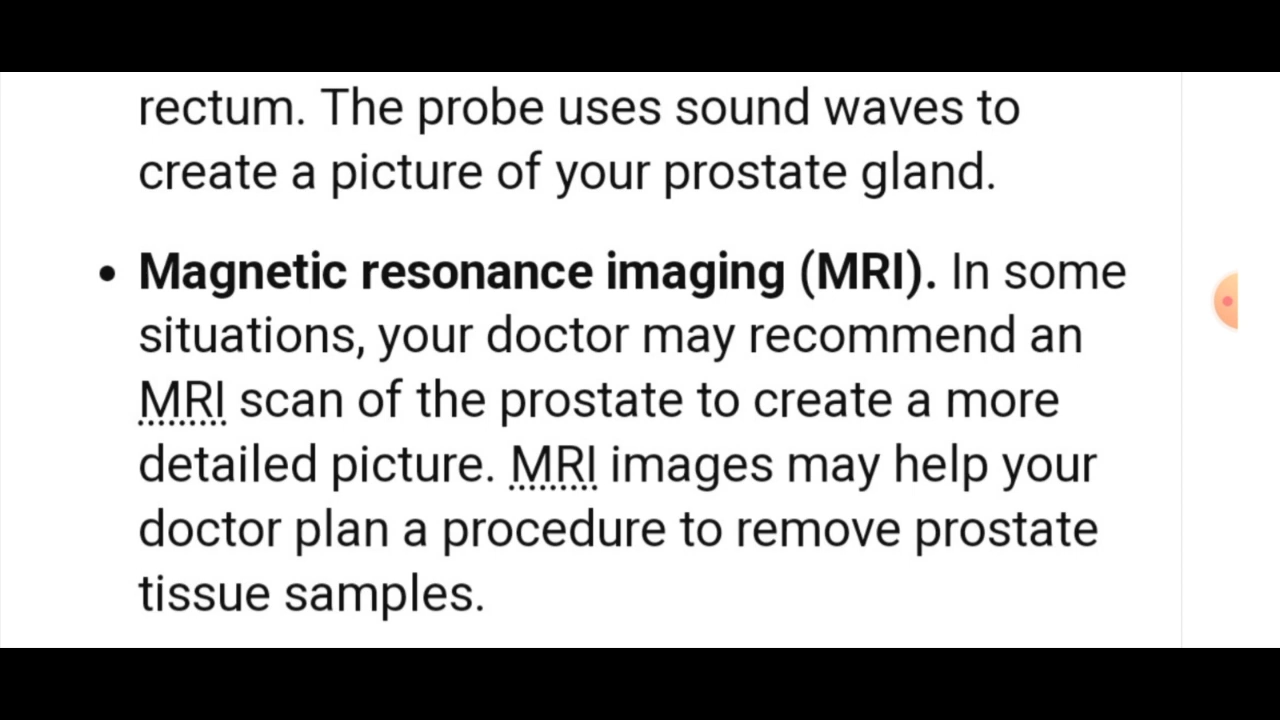 rectum. The probe uses sound waves to
create a picture of your prostate gland.
• Magnetic resonance imaging (MRI). In some
situations, your doctor may recommend an
MRI scan of the prostate to create a more
detailed picture. MRI images may help your
doctor plan a procedure to remove prostate
tissue samples.